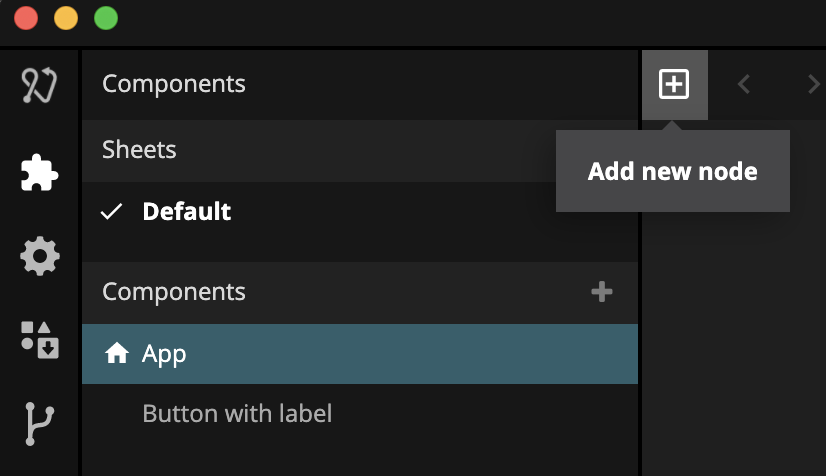 Components
Sheets
Add new node
Default
Components
App
Button with label